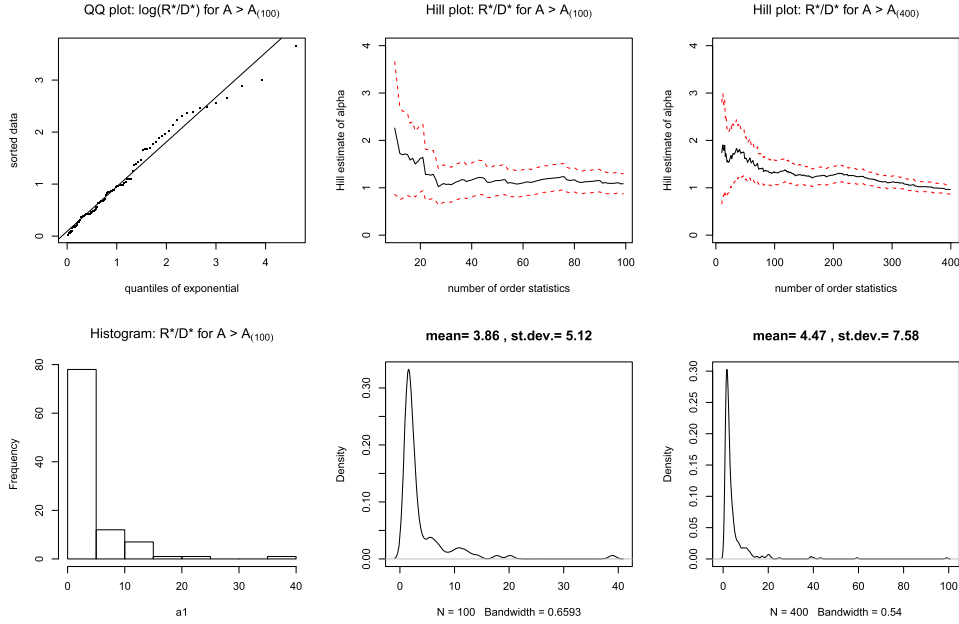 QQ plot: log(R*/D*) for A > A(100)
sorted data
0 1 2 3
0 1 2 3 4
quantiles of exponential
Hill plot: R*/D* for A > A(100)
Hill estimate of alpha
0 1 2 3 4
20 40 60 80 100
number of order statistics
Hill plot: R*/D* for A > A(400)
Hill estimate of alpha
0 1 2 3 4
0 100 200 300 400
number of order statistics
Histogram: R*/D* for A > A(100)
Frequency
0 20 40 60 80
0 10 20 30 40
a1
mean= 3.86 , st.dev.= 5.12
Density
0.00 0.10 0.20 0.30
0 10 20 30 40
N = 100 Bandwidth = 0.6593
mean= 4.47 , st.dev.= 7.58
Density
0.00 0.05 0.10 0.15 0.20 0.25 0.30
0 20 40 60 80 100
N = 400 Bandwidth = 0.54